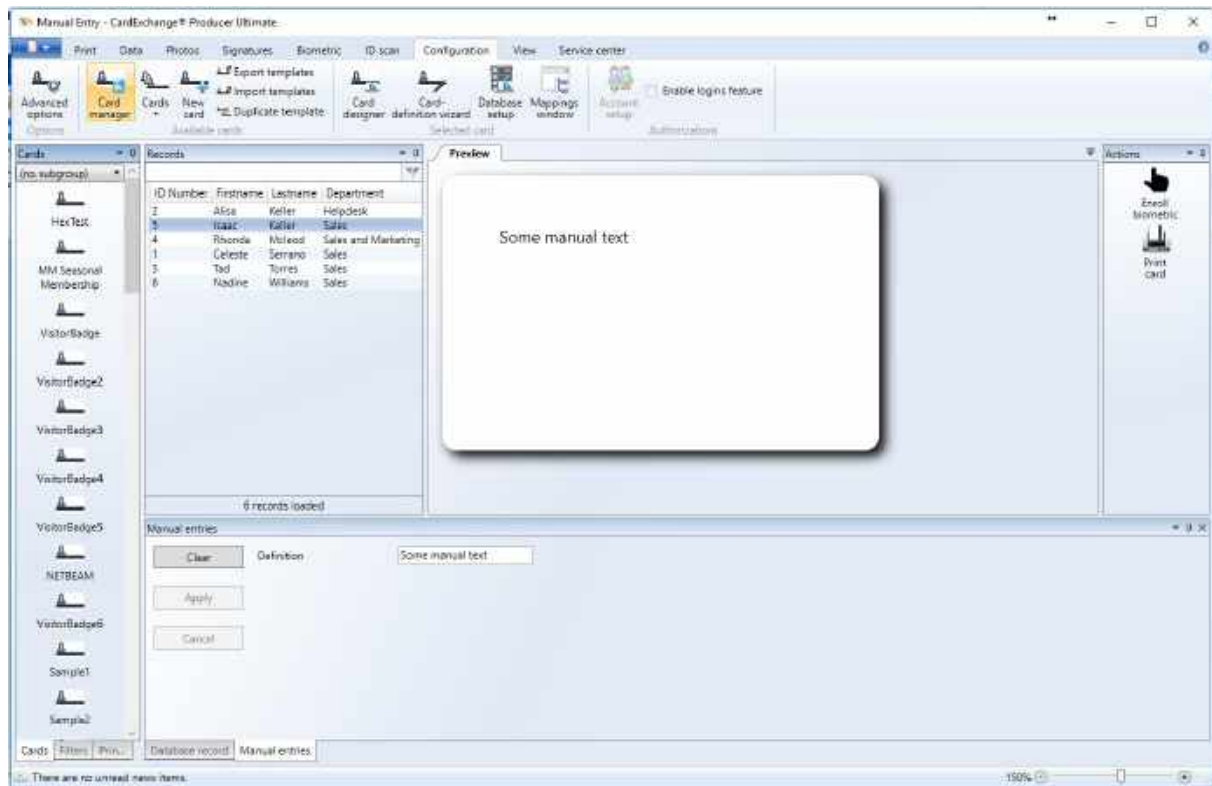 Manual Entry - CardExchange® Producer Ultimate
Print Data Photos Signatures Biometric ID scan Configuration View Service center
Advanced options
Card manager
Cards
New card
Export templates
Import templates
Duplicate template
Card designer
Card-definition wizard
Database setup
Mappings window
Account setup
Enable logins feature
Options
Available cards
Selected card
Authorizations
Cards
(no subgroup)
HexTest
MM Seasonal Membership
VisitorBadge
VisitorBadge2
VisitorBadge3
VisitorBadge4
VisitorBadge5
NETBEAM
VisitorBadge6
Sample1
Sample2
Cards Filters Prin...
Records
ID Number Firstname Lastname Department
2 Alisa Keller Helpdesk
5 Isaac Keller Sales
4 Rhonda Mcleod Sales and Marketing
1 Celeste Serrano Sales
3 Tad Torres Sales
6 Nadine Williams Sales
6 records loaded
Preview
Some manual text
Actions
Enroll biometric
Print card
Manual entries
Clear
Definition
Some manual text
Apply
Cancel
Database record Manual entries
There are no unread news items.
150%